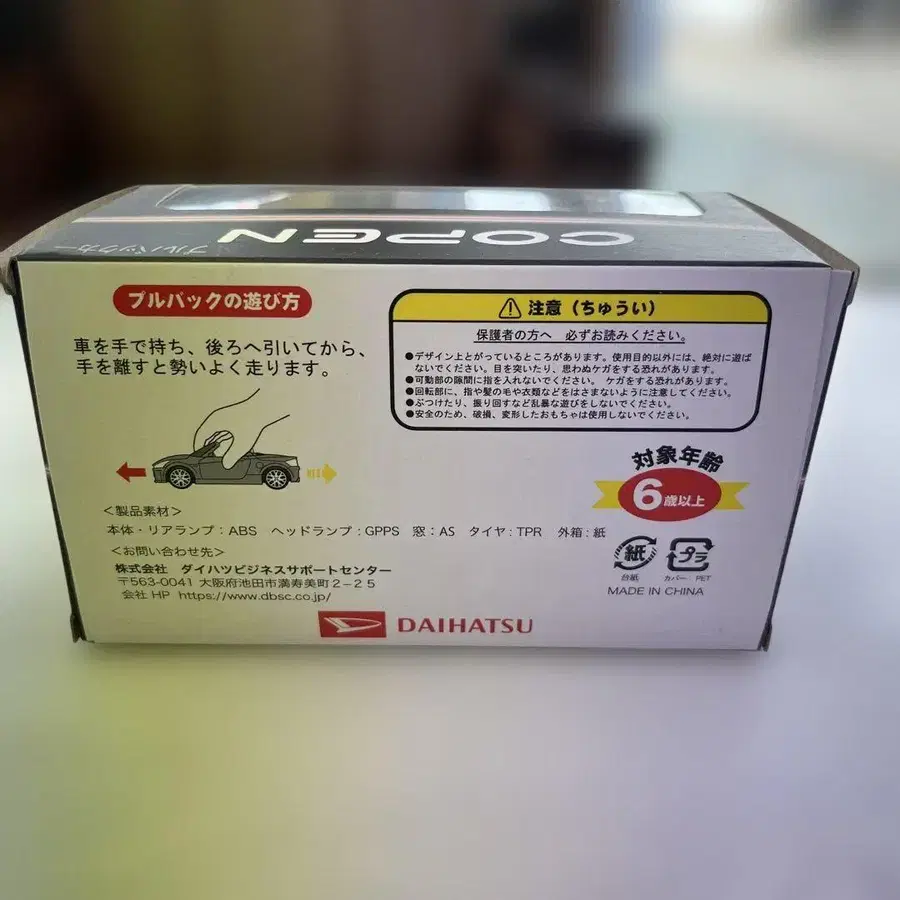 COPEN
プルバックカー
プルバックの遊び方
車を手で持ち、後ろへ引いてから、
手を離すと勢いよく走ります。
注意（ちゅうい）
保護者の方へ 必ずお読みください。
●デザイン上とがっているところがあります。使用目的以外には、絶対に遊ば
ないでください。目を突いたり、思わぬケガをする恐れがあります。
●可動部の隙間に指を入れないでください。 ケガをする恐れがあります。
●回転部に、指や髪の毛や衣類などをはさまないように注意してください。
●ぶつけたり、振り回すなど乱暴な遊びをしないでください。
●安全のため、破損、変形したおもちゃは使用しないでください。
対象年齢
6歳以上
＜製品素材＞
本体・リアランプ：ABS ヘッドランプ：GPPS 窓：AS タイヤ：TPR 外箱：紙
＜お問い合わせ先＞
株式会社 ダイハツビジネスサポートセンター
〒563-0041 大阪府池田市満寿美町2－25
会社 HP https://www.dbsc.co.jp/
紙
台紙
プラ
カバー：PET
MADE IN CHINA
DAIHATSU